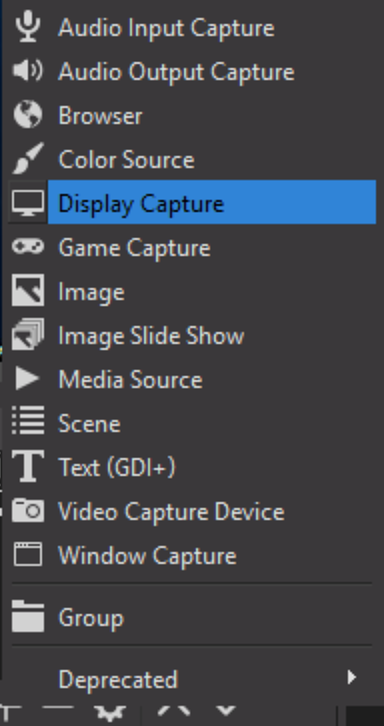 Audio Input Capture
Audio Output Capture
Browser
Color Source
Display Capture
Game Capture
Image
Image Slide Show
Media Source
Scene
Text (GDI+)
Video Capture Device
Window Capture
Group
Deprecated